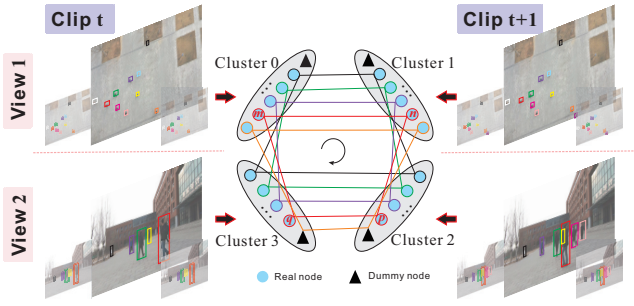 Clip t
Clip t+1
View 1
View 2
Cluster 0
Cluster 1
m
n
q
p
Cluster 3
Cluster 2
Real node
Dummy node